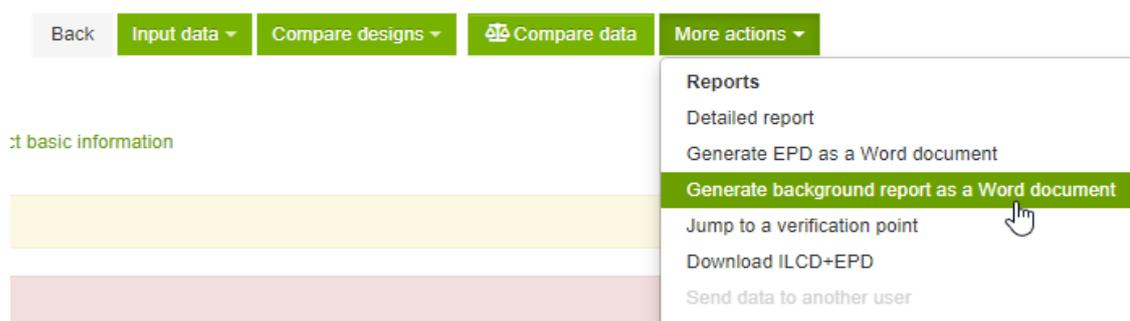 Back Input data Compare designs Compare data More actions
Reports
Detailed report
ct basic information
Generate EPD as a Word document
Generate background report as a Word document
Jump to a verification point
Download ILCD+EPD
Send data to another user